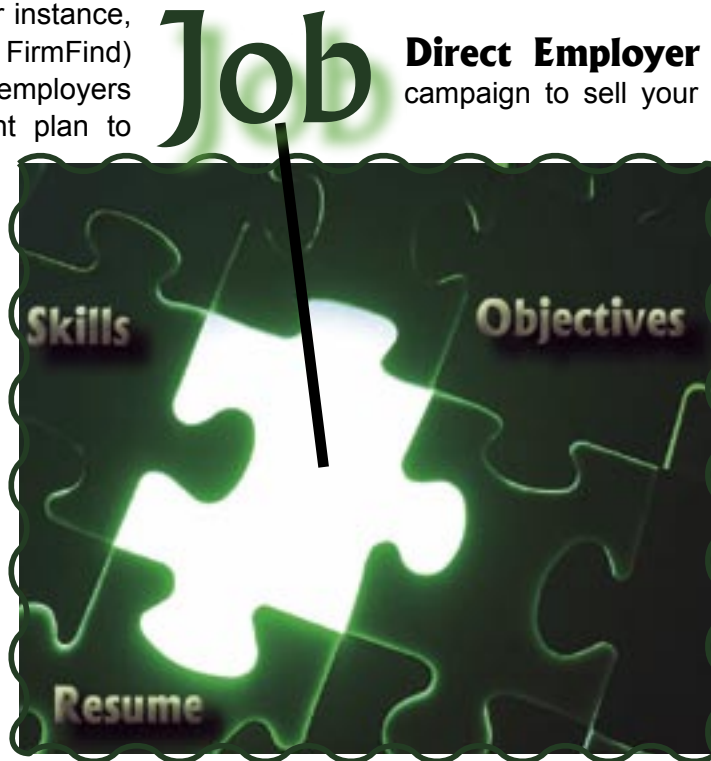 r instance,
FirmFind)
employers
nt plan to
Job
Direct Employer
campaign to sell your
Skills
Objectives
Resume